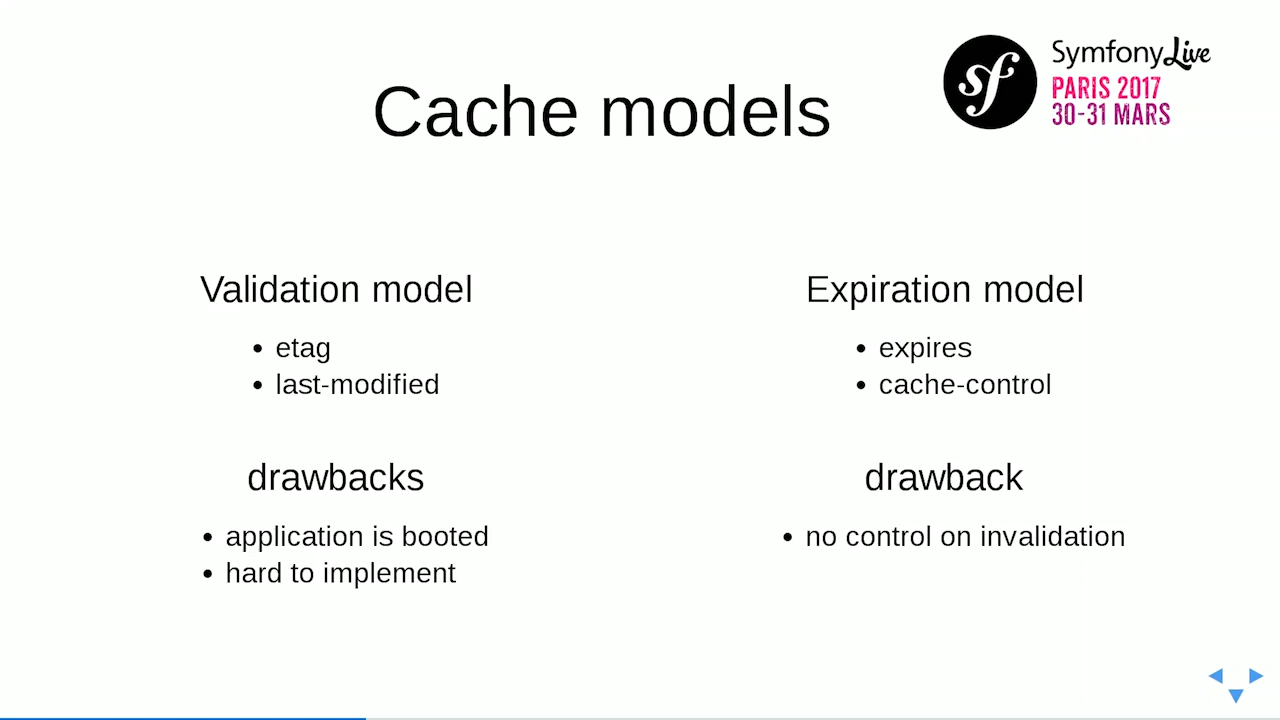 SymfonyLive
PARIS 2017
30-31 MARS
Cache models
Validation model
• etag
• last-modified
drawbacks
• application is booted
• hard to implement
Expiration model
• expires
• cache-control
drawback
• no control on invalidation